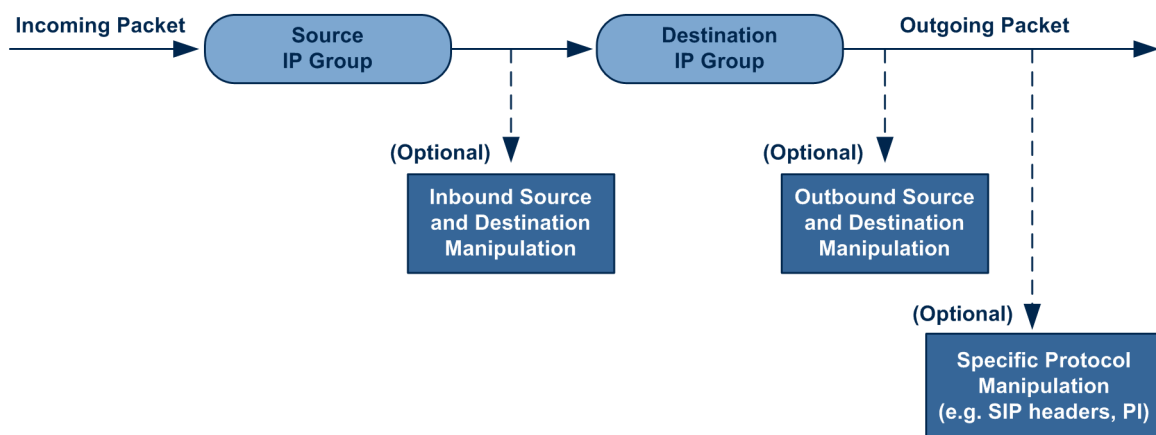 Incoming Packet
Source
IP Group
Destination
IP Group
Outgoing Packet
(Optional)
Inbound Source
and Destination
Manipulation
(Optional)
Outbound Source
and Destination
Manipulation
(Optional)
Specific Protocol
Manipulation
(e.g. SIP headers, PI)